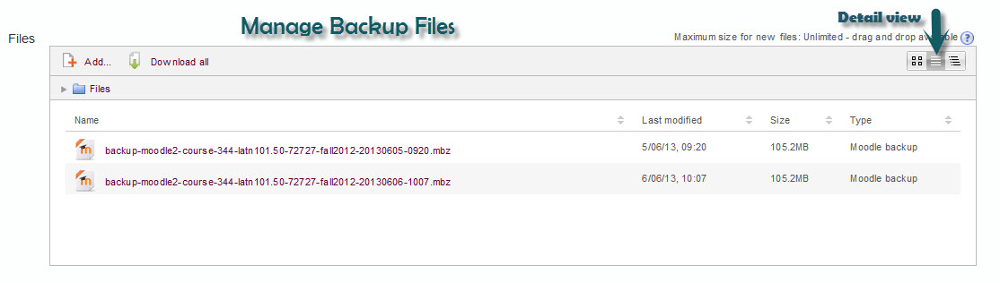 Manage Backup Files
Detail view
Files
Maximum size for new files: Unlimited - drag and drop available
Add...
Download all
Files
Name Last modified Size Type
backup-moodle2-course-344-latn101.50-72727-fall2012-20130605-0920.mbz 5/06/13, 09:20 105.2MB Moodle backup
backup-moodle2-course-344-latn101.50-72727-fall2012-20130606-1007.mbz 6/06/13, 10:07 105.2MB Moodle backup